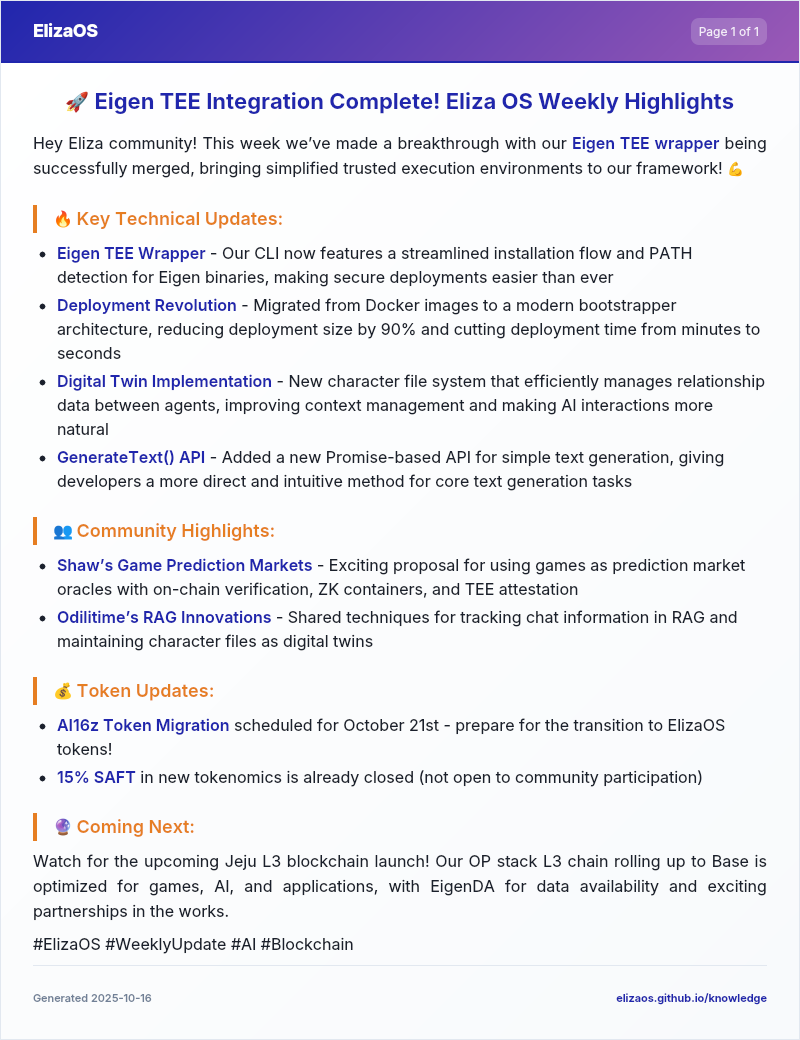 ElizaOS
Page 1 of 1
🚀 Eigen TEE Integration Complete! Eliza OS Weekly Highlights
Hey Eliza community! This week we’ve made a breakthrough with our Eigen TEE wrapper being
successfully merged, bringing simplified trusted execution environments to our framework! 💪
🔥 Key Technical Updates:
• Eigen TEE Wrapper - Our CLI now features a streamlined installation flow and PATH
detection for Eigen binaries, making secure deployments easier than ever
• Deployment Revolution - Migrated from Docker images to a modern bootstrapper
architecture, reducing deployment size by 90% and cutting deployment time from minutes to
seconds
• Digital Twin Implementation - New character file system that efficiently manages relationship
data between agents, improving context management and making AI interactions more
natural
• GenerateText() API - Added a new Promise-based API for simple text generation, giving
developers a more direct and intuitive method for core text generation tasks
👥 Community Highlights:
• Shaw’s Game Prediction Markets - Exciting proposal for using games as prediction market
oracles with on-chain verification, ZK containers, and TEE attestation
• Odilitime’s RAG Innovations - Shared techniques for tracking chat information in RAG and
maintaining character files as digital twins
💰 Token Updates:
• AI16z Token Migration scheduled for October 21st - prepare for the transition to ElizaOS
tokens!
• 15% SAFT in new tokenomics is already closed (not open to community participation)
🔮 Coming Next:
Watch for the upcoming Jeju L3 blockchain launch! Our OP stack L3 chain rolling up to Base is
optimized for games, AI, and applications, with EigenDA for data availability and exciting
partnerships in the works.
#ElizaOS #WeeklyUpdate #AI #Blockchain
Generated 2025-10-16
elizaos.github.io/knowledge